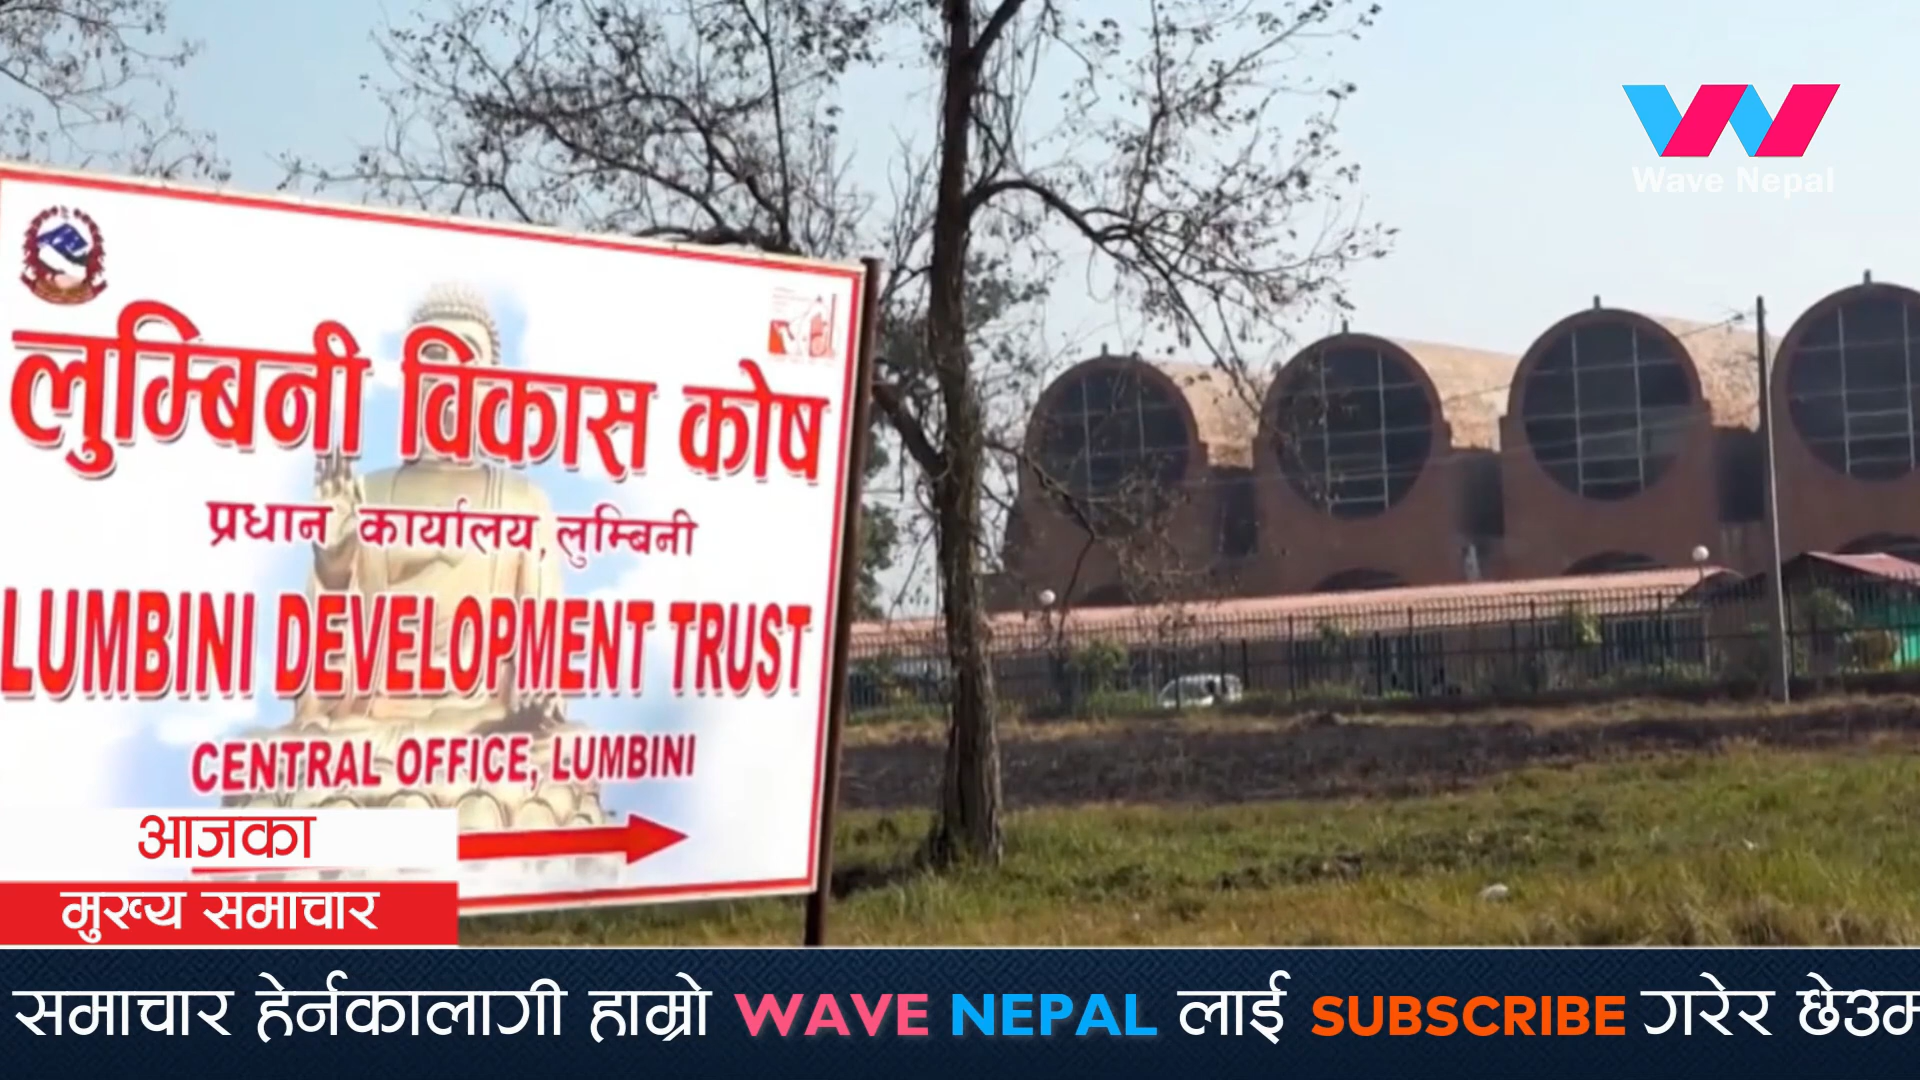 Wave Nepal
लुम्बिनी विकास कोष
प्रधान कार्यालय, लुम्बिनी
LUMBINI DEVELOPMENT TRUST
CENTRAL OFFICE, LUMBINI
आजका
मुख्य समाचार
समाचार हेर्नकालागी हाम्रो WAVE NEPAL लाई SUBSCRIBE गरेर छेउम